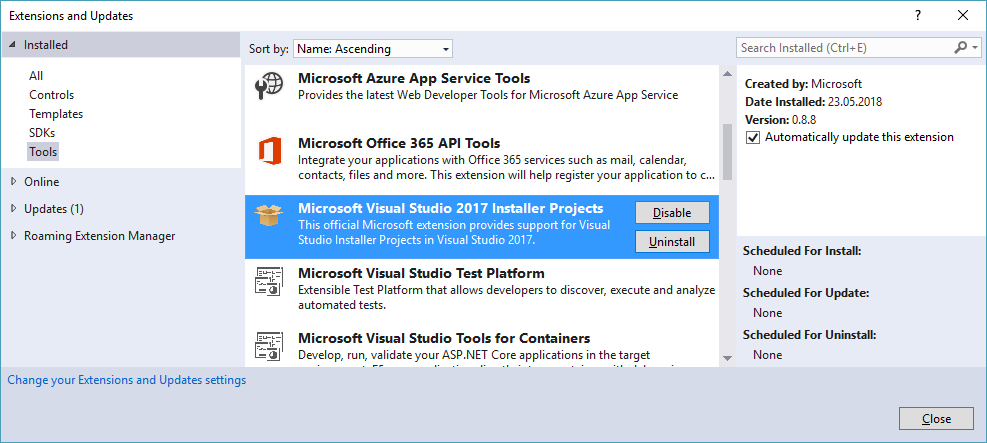 Extensions and Updates
?
Installed
All
Controls
Templates
SDKs
Tools
Online
Updates (1)
Roaming Extension Manager
Change your Extensions and Updates settings
Sort by: Name: Ascending
Microsoft Azure App Service Tools
Provides the latest Web Developer Tools for Microsoft Azure App Service
Microsoft Office 365 API Tools
Integrate your applications with Office 365 services such as mail, calendar,
contacts, files and more. This extension will help register your application to c...
Microsoft Visual Studio 2017 Installer Projects
This official Microsoft extension provides support for Visual
Studio Installer Projects in Visual Studio 2017.
Disable
Uninstall
Microsoft Visual Studio Test Platform
Extensible Test Platform that allows developers to discover, execute and analyze
automated tests.
Microsoft Visual Studio Tools for Containers
Develop, run, validate your ASP.NET Core applications in the target
Search Installed (Ctrl+E)
Created by: Microsoft
Date Installed: 23.05.2018
Version: 0.8.8
Automatically update this extension
Scheduled For Install:
None
Scheduled For Update:
None
Scheduled For Uninstall:
None
Close